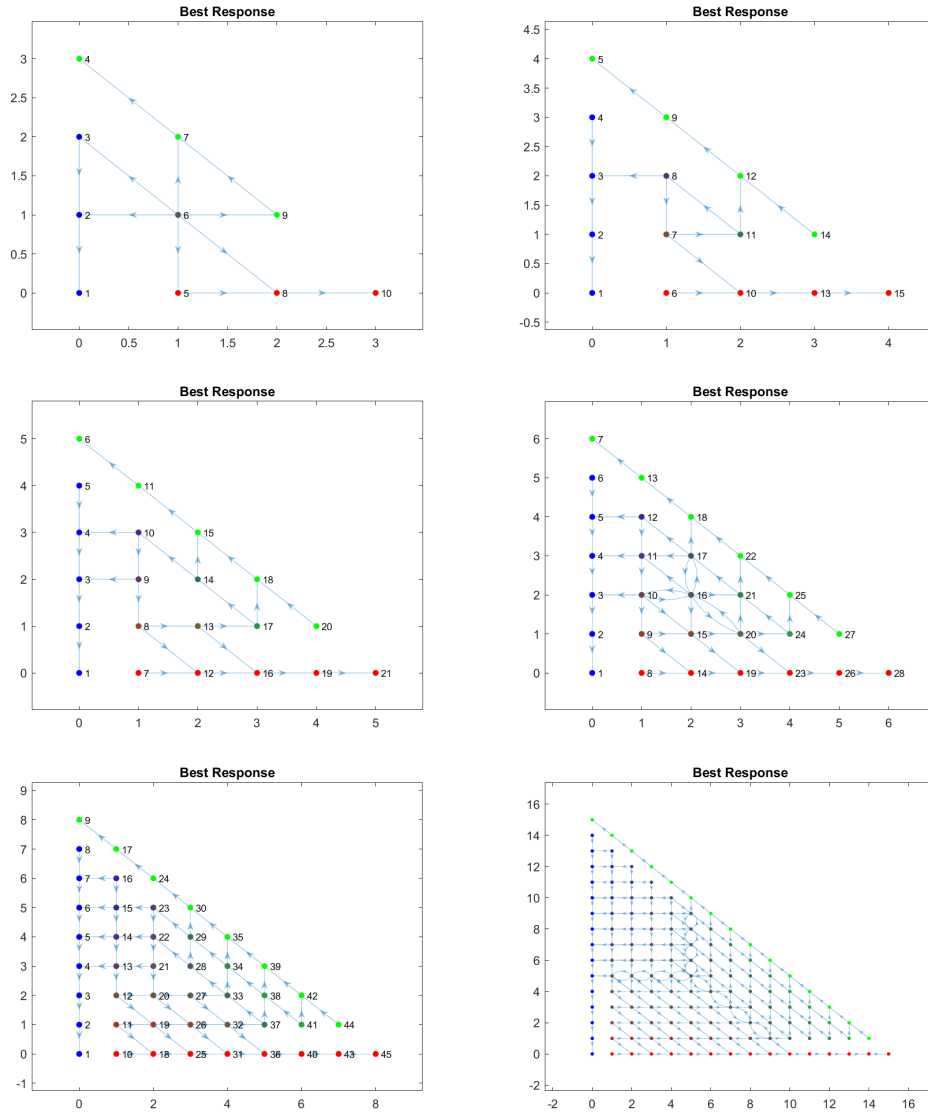 Best Response
3 4
2.5
2 3 7
1.5
1 2 6 9
0.5
0 1 5 8 10
0 0.5 1 1.5 2 2.5 3
Best Response
4.5
4 5
3.5
3 4 9
2.5
2 3 8 12
1.5
1 2 7 11 14
0.5
0 1 6 10 13 15
-0.5
0 1 2 3 4
Best Response
5 6
4 5 11
3 4 10 15
2 3 9 14 18
1 2 8 13 17 20
0 1 7 12 16 19 21
0 1 2 3 4 5
Best Response
6 7
5 6 13
4 5 12 18
3 4 11 17 22
2 3 10 16 21 25
1 2 9 15 20 24 27
0 1 8 14 19 23 26 28
0 1 2 3 4 5 6
Best Response
9
8 9
7 8 17
6 7 16 24
5 6 15 23 30
4 5 14 22 29 35
3 4 13 21 28 34 39
2 3 12 20 27 33 38 42
1 2 11 19 26 32 37 41 44
0 1 10 18 25 31 36 40 43 45
-1
0 2 4 6 8
Best Response
16
14
12
10
8
6
4
2
0
-2
-2 0 2 4 6 8 10 12 14 16